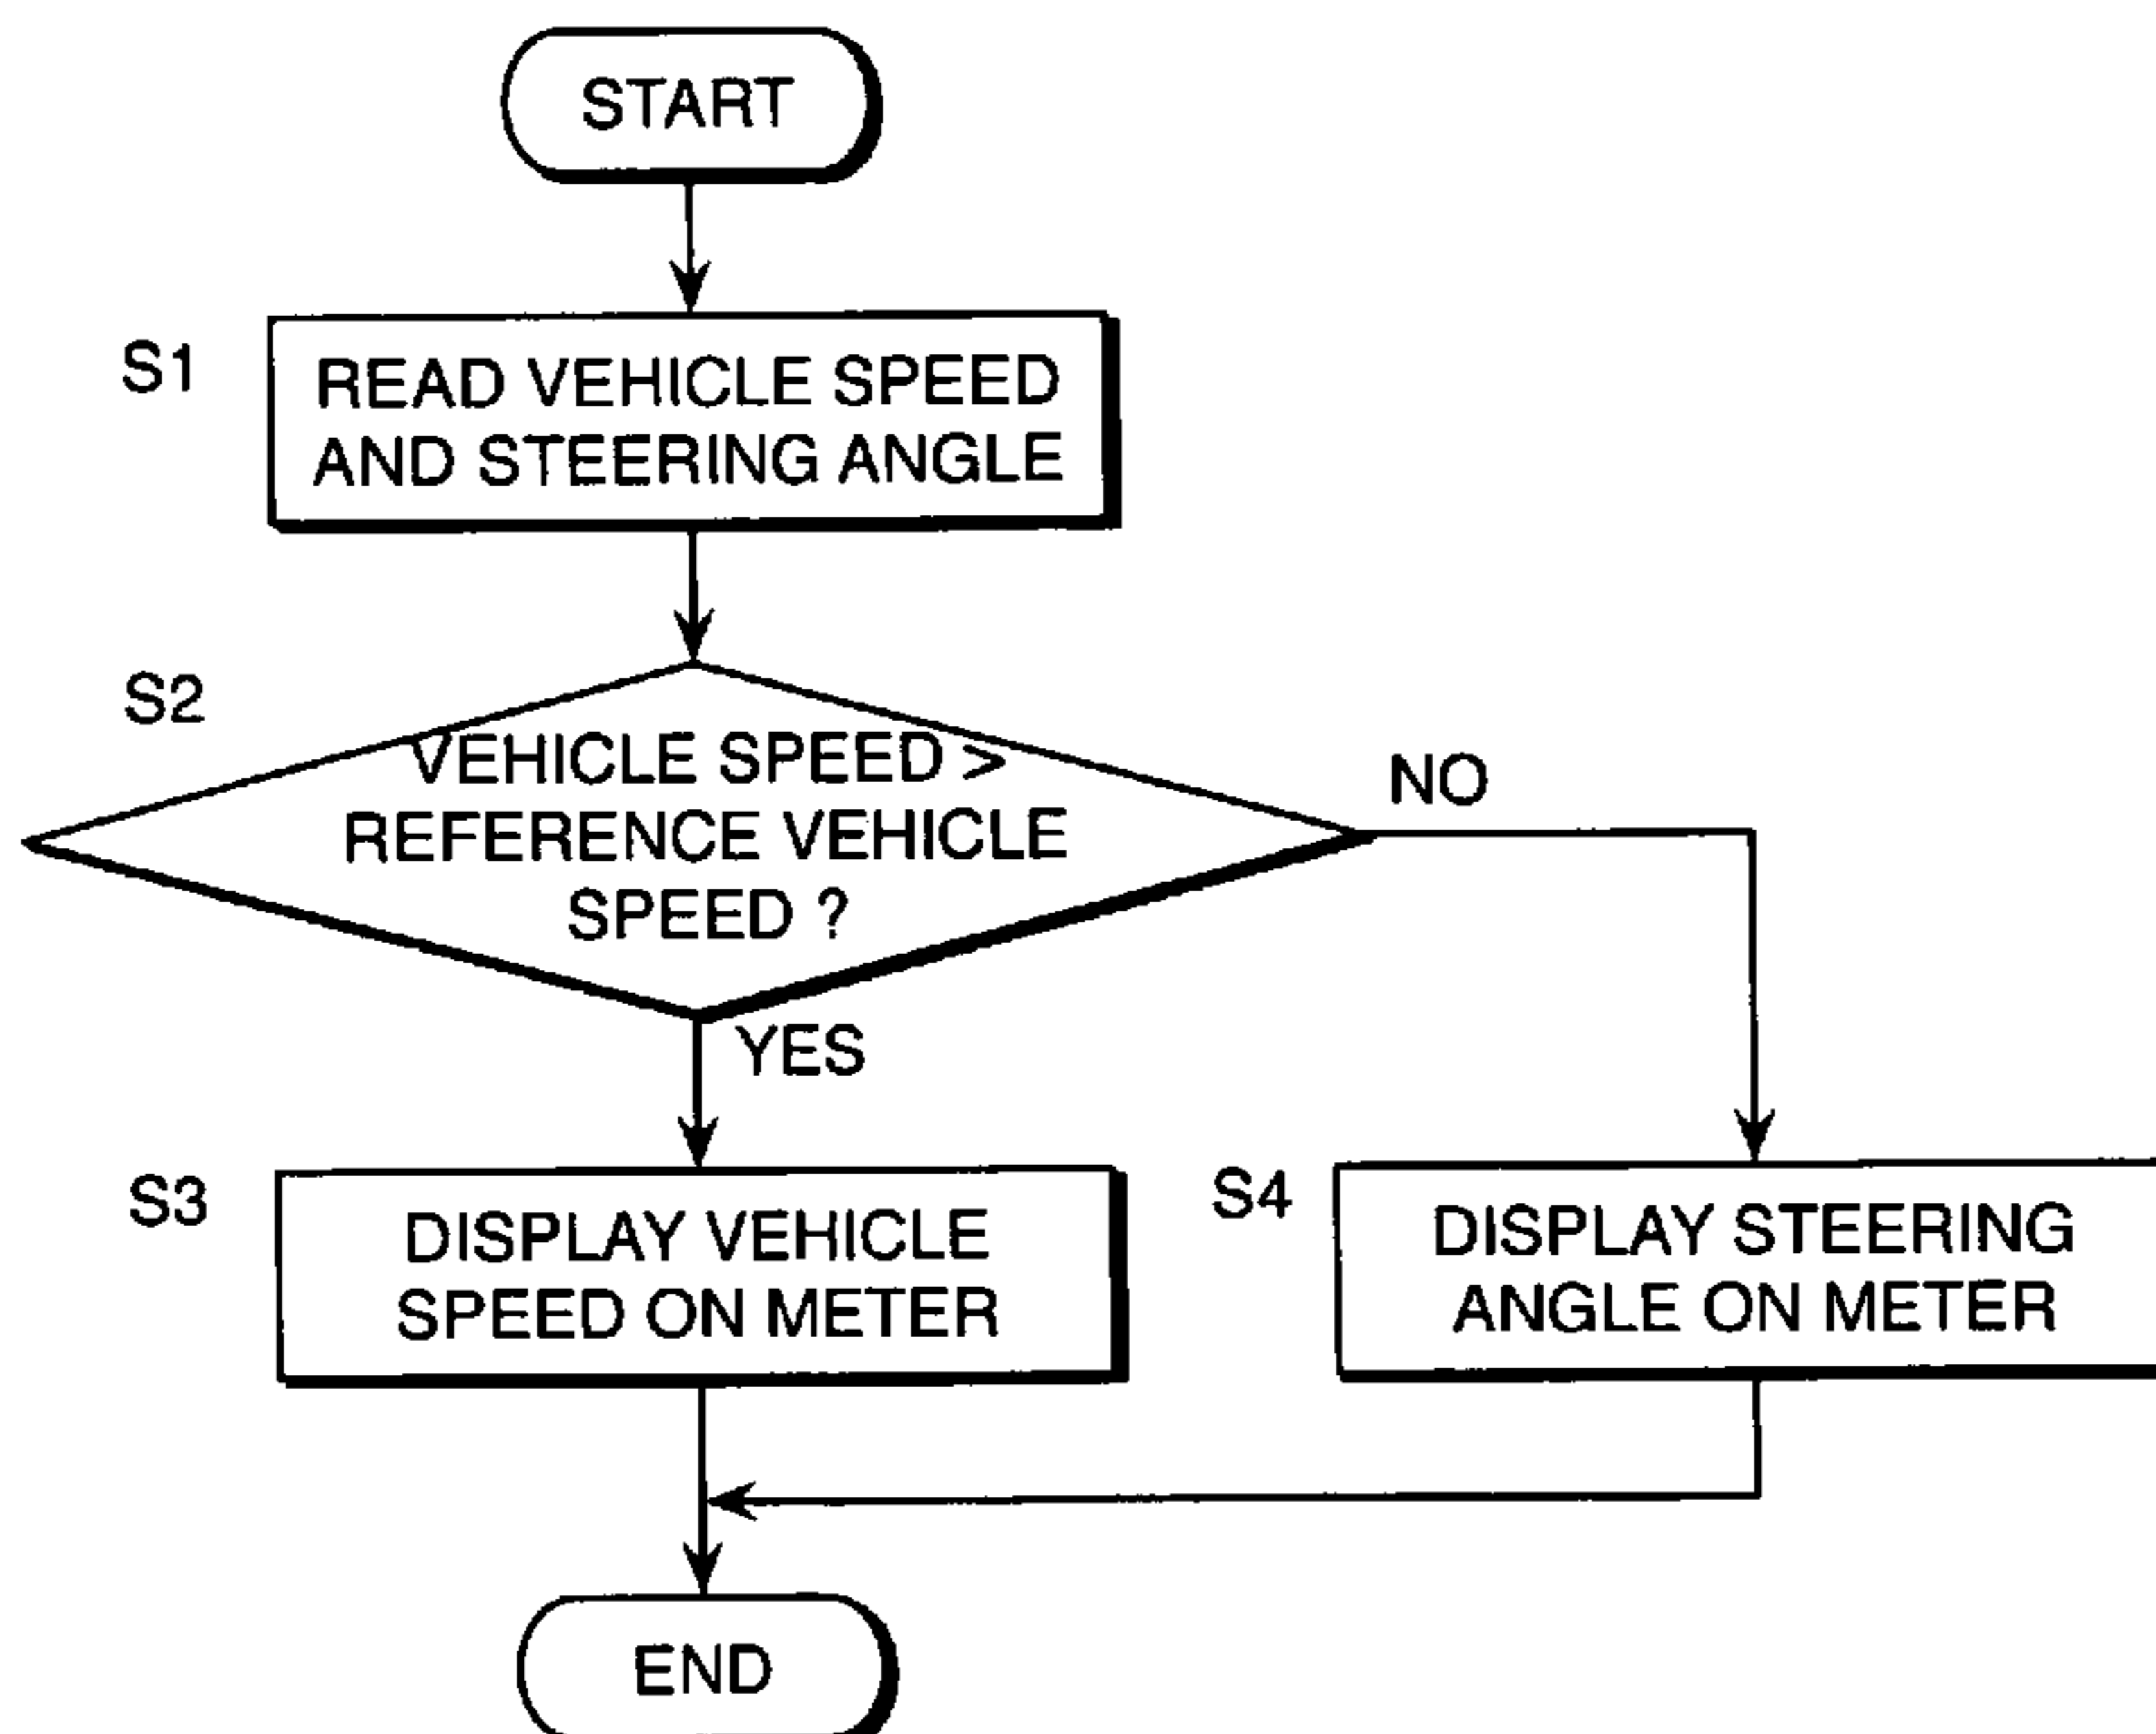 START
S1
READ VEHICLE SPEED
AND STEERING ANGLE
S2
VEHICLE SPEED >
REFERENCE VEHICLE
SPEED ?
NO
YES
S3
DISPLAY VEHICLE
SPEED ON METER
S4
DISPLAY STEERING
ANGLE ON METER
END